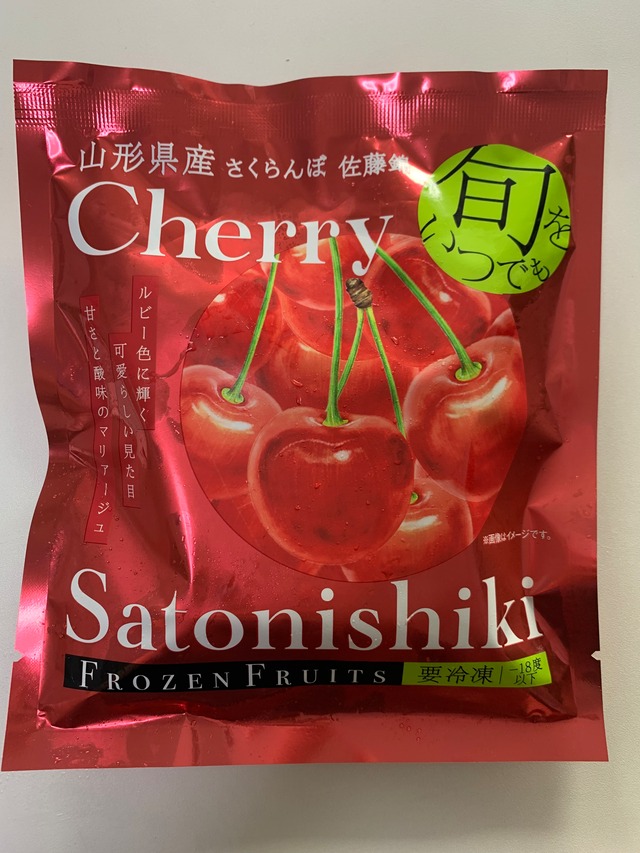 山形県産 さくらんぼ 佐藤錦
Cherry
旬を
いつでも
ルビー色に輝く
可愛らしい見た目
甘さと酸味のマリアージュ
※画像はイメージです。
Satonishiki
FROZEN FRUITS
要冷凍
−18度
以下